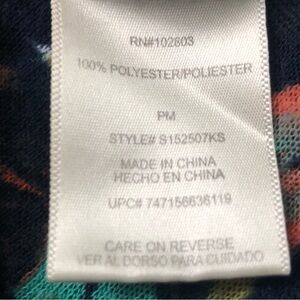 RN#102803
100% POLYESTER/POLIESTER
PM
STYLE# S152507KS
MADE IN CHINA
HECHO EN CHINA
UPC# 747156636119
CARE ON REVERSE
VER AL DORSO PARA CUIDADO